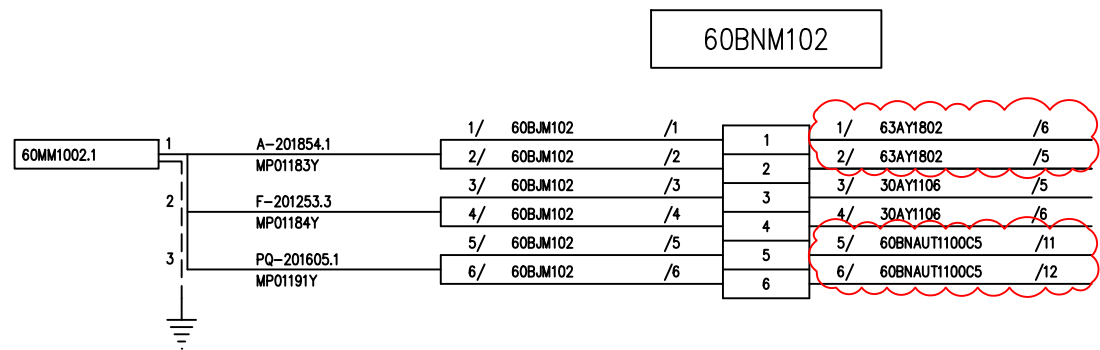 60BNM102
1/ 60BJM102 /1 1 1/ 63AY1802 /6
60MM1002.1 1 A-201854.1
2/ 60BJM102 /2 2 2/ 63AY1802 /5
MP01183Y
3/ 60BJM102 /3 3 3/ 30AY1106 /5
2 F-201253.3
4/ 60BJM102 /4 4 4/ 30AY1106 /6
MP01184Y
5/ 60BJM102 /5 5 5/ 60BNAUT1100C5 /11
3 PQ-201605.1
6/ 60BJM102 /6 6 6/ 60BNAUT1100C5 /12
MP01191Y